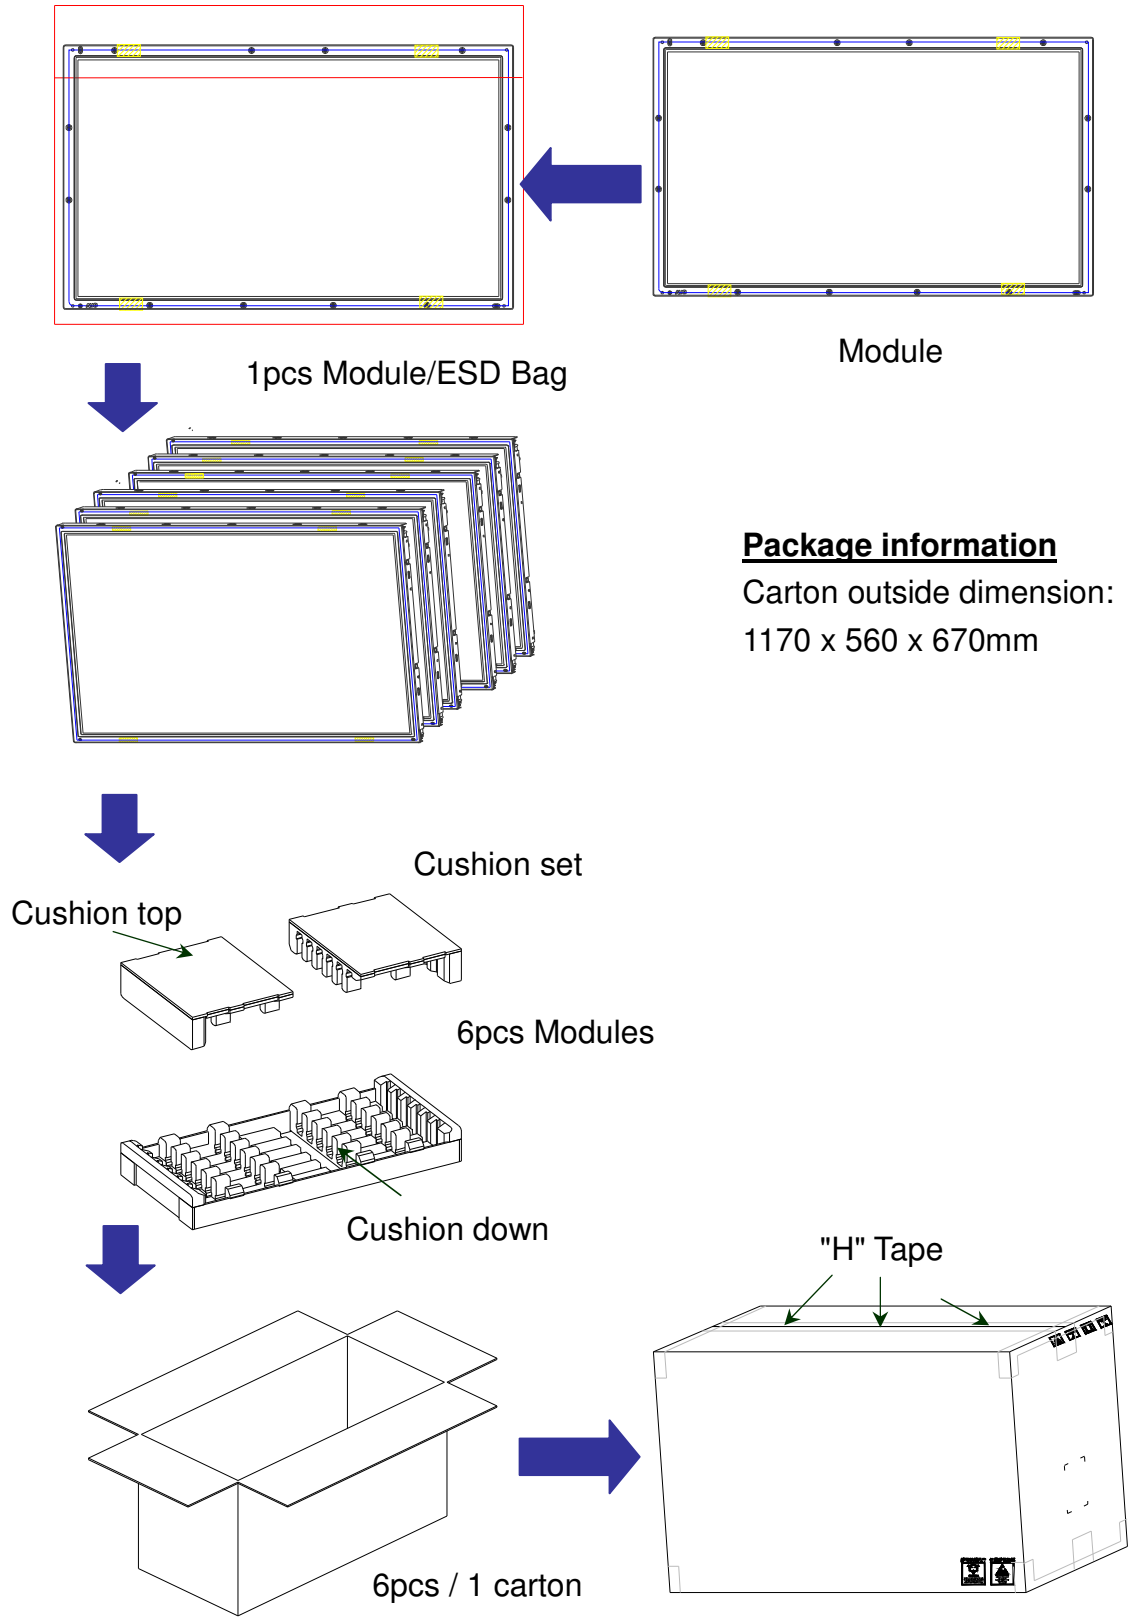 Module
1pcs Module/ESD Bag
Package information
Carton outside dimension:
1170 x 560 x 670mm
Cushion set
Cushion top
6pcs Modules
Cushion down
"H" Tape
6pcs / 1 carton